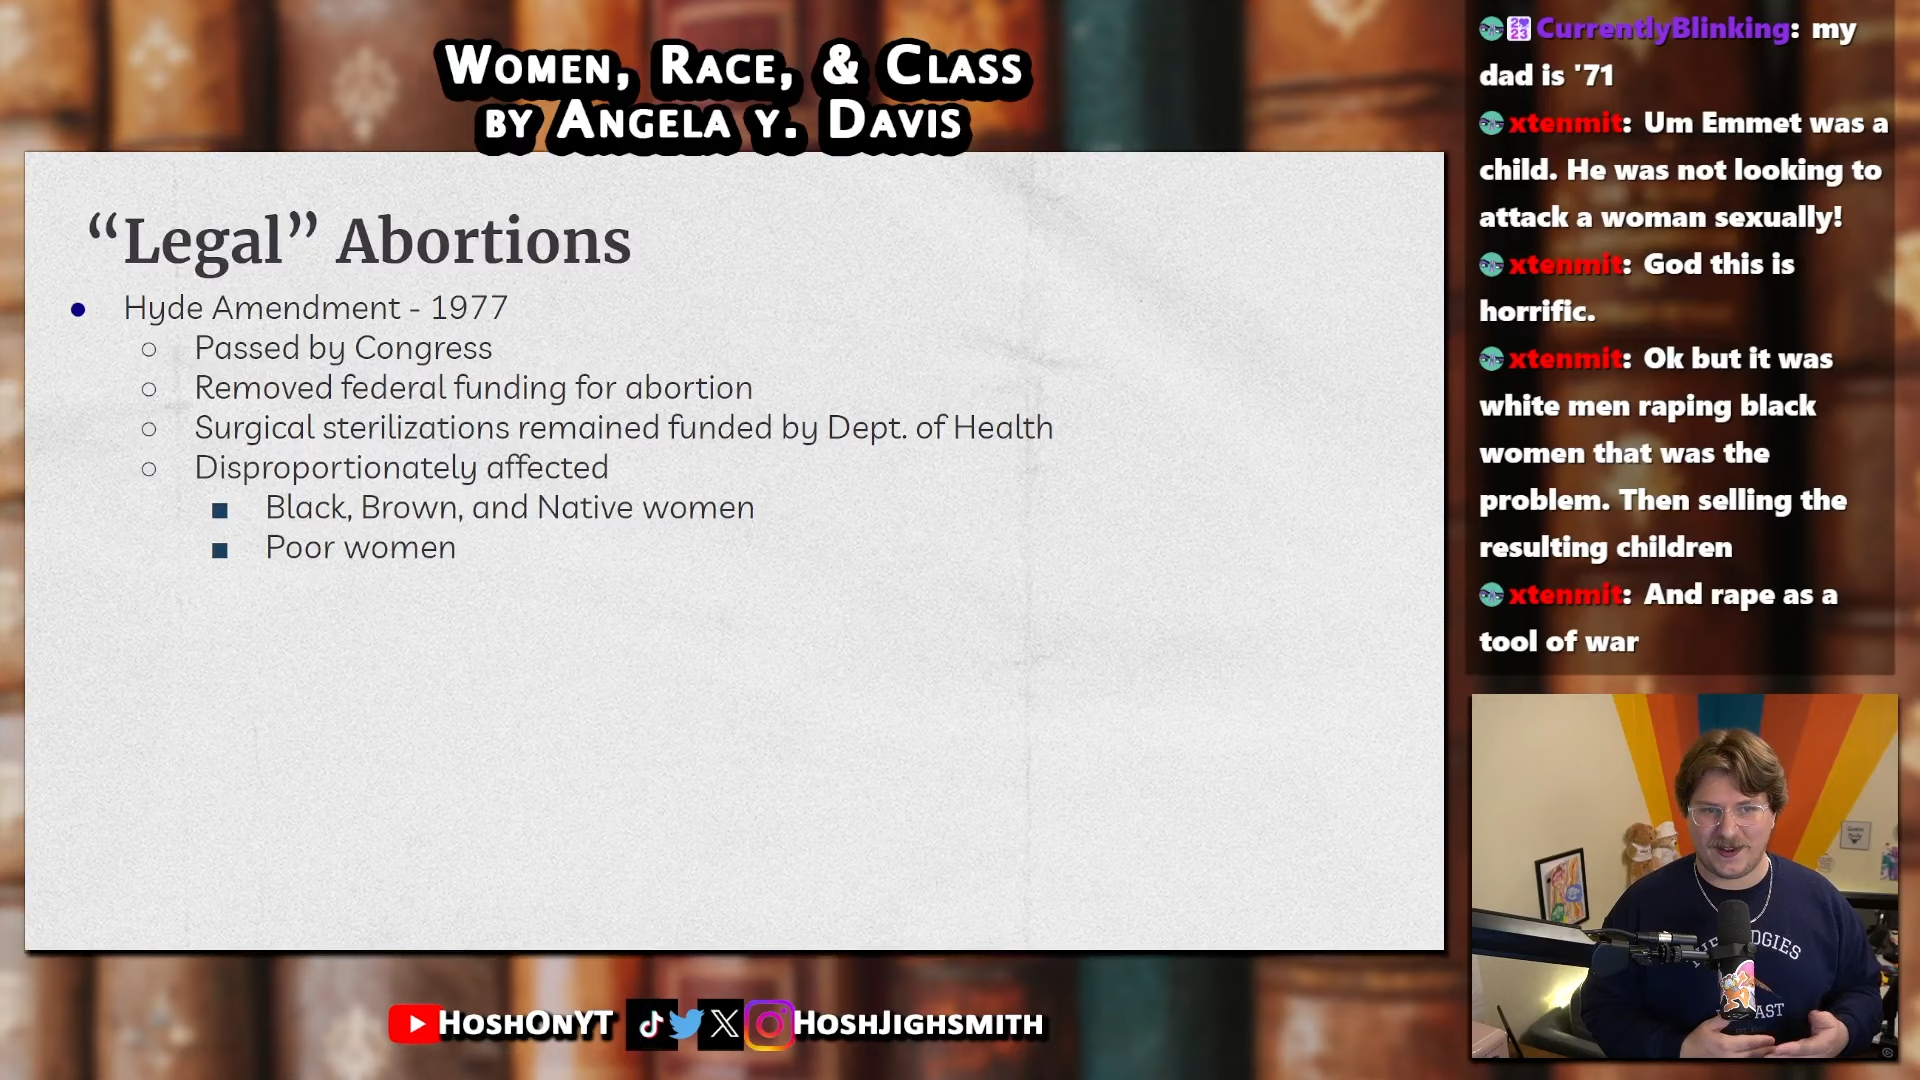 WOMEN, RACE, & CLASS
BY ANGELA Y. DAVIS
“Legal” Abortions
● Hyde Amendment - 1977
○ Passed by Congress
○ Removed federal funding for abortion
○ Surgical sterilizations remained funded by Dept. of Health
○ Disproportionately affected
■ Black, Brown, and Native women
■ Poor women
HOSHONYT
HOSHJIGHSMITH
CurrentlyBlinking: my
dad is '71
xtenmit: Um Emmet was a
child. He was not looking to
attack a woman sexually!
xtenmit: God this is
horrific.
xtenmit: Ok but it was
white men raping black
women that was the
problem. Then selling the
resulting children
xtenmit: And rape as a
tool of war